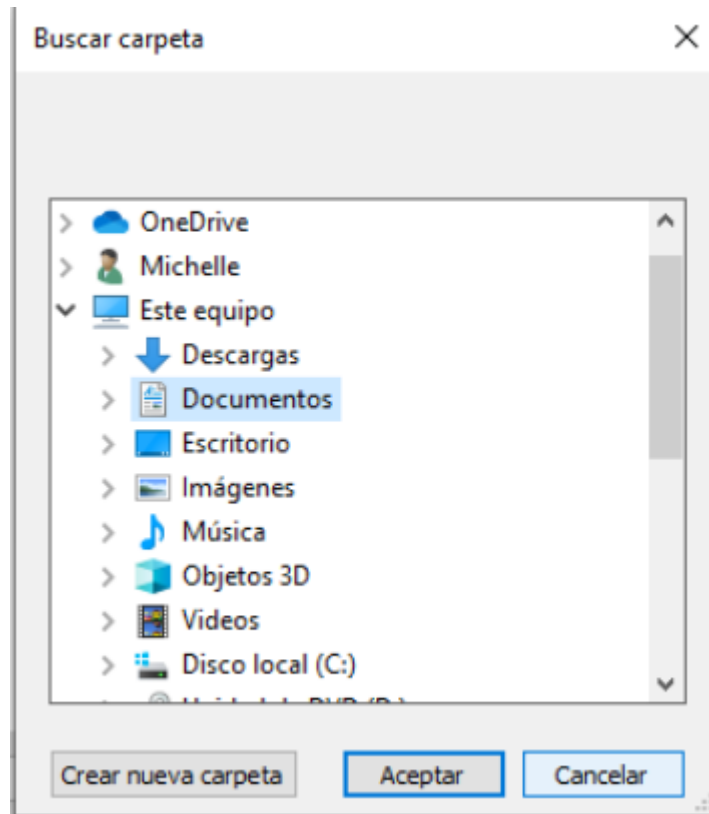 Buscar carpeta
OneDrive
Michelle
Este equipo
Descargas
Documentos
Escritorio
Imágenes
Música
Objetos 3D
Videos
Disco local (C:)
Crear nueva carpeta
Aceptar
Cancelar